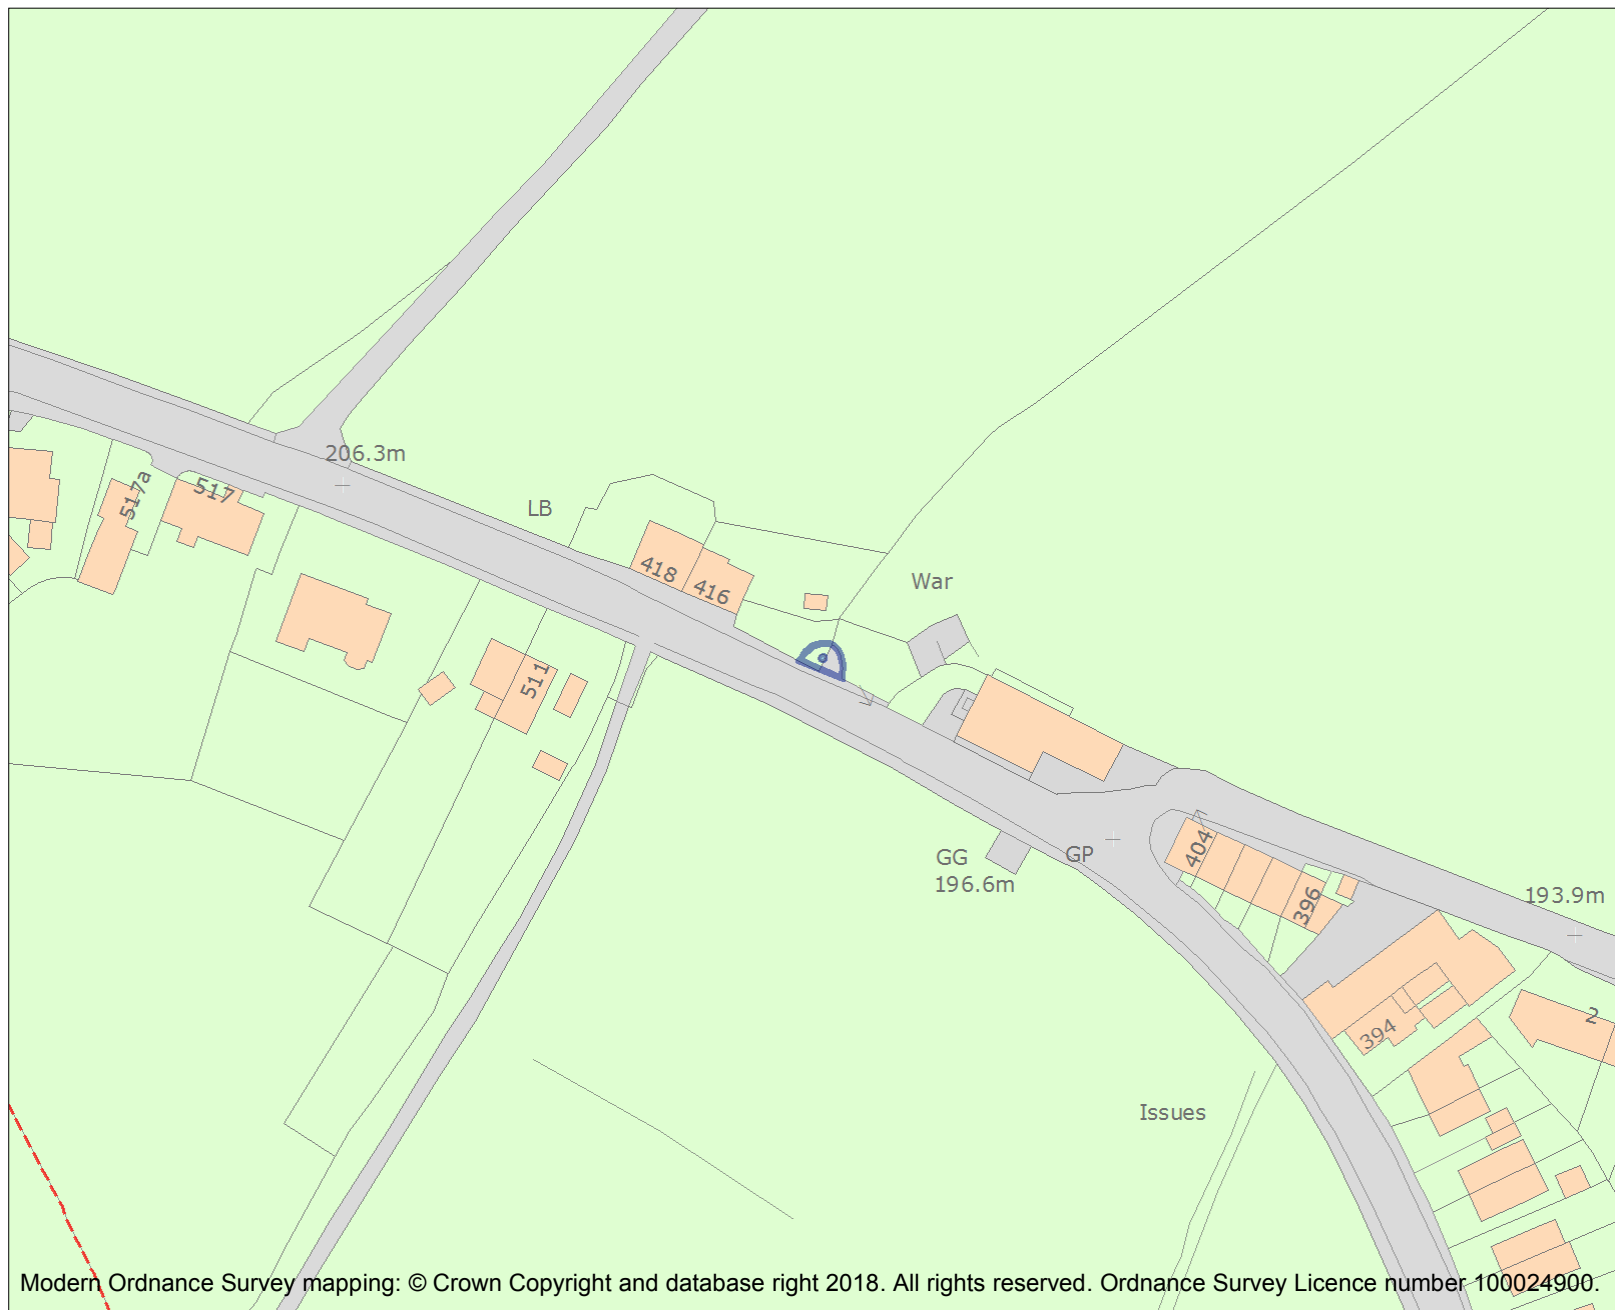 206.3m
517a
517
LB
418
416
War
511
GG
196.6m
GP
404
396
193.9m
394
2
Issues
Modern Ordnance Survey mapping: © Crown Copyright and database right 2018. All rights reserved. Ordnance Survey Licence number 100024900.